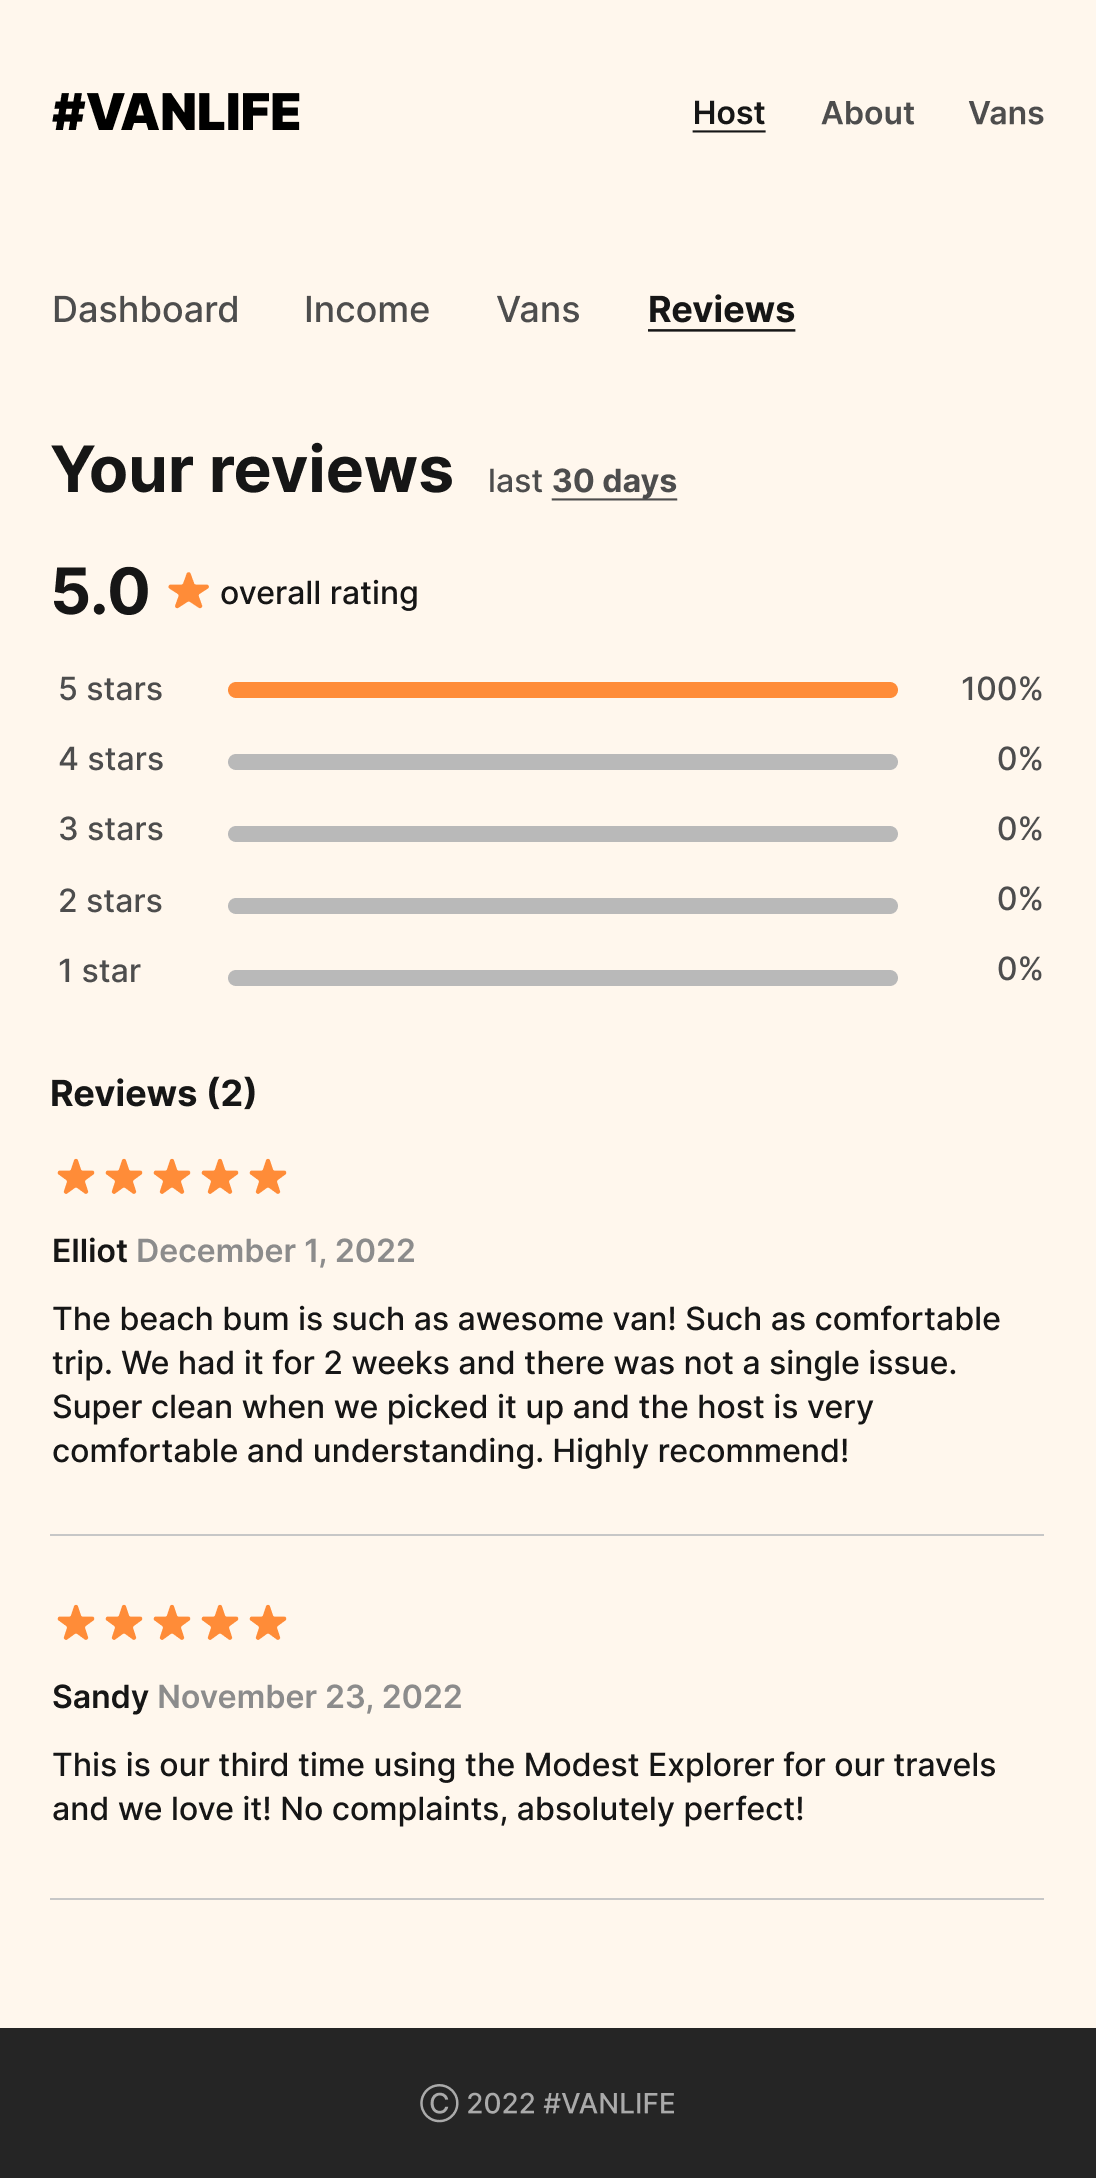 #VANLIFE Host About Vans
Dashboard Income Vans Reviews
Your reviews last 30 days
5.0 overall rating
5 stars 100%
4 stars 0%
3 stars 0%
2 stars 0%
1 star 0%
Reviews (2)
Elliot December 1, 2022
The beach bum is such as awesome van! Such as comfortable
trip. We had it for 2 weeks and there was not a single issue.
Super clean when we picked it up and the host is very
comfortable and understanding. Highly recommend!
Sandy November 23, 2022
This is our third time using the Modest Explorer for our travels
and we love it! No complaints, absolutely perfect!
Ⓒ 2022 #VANLIFE